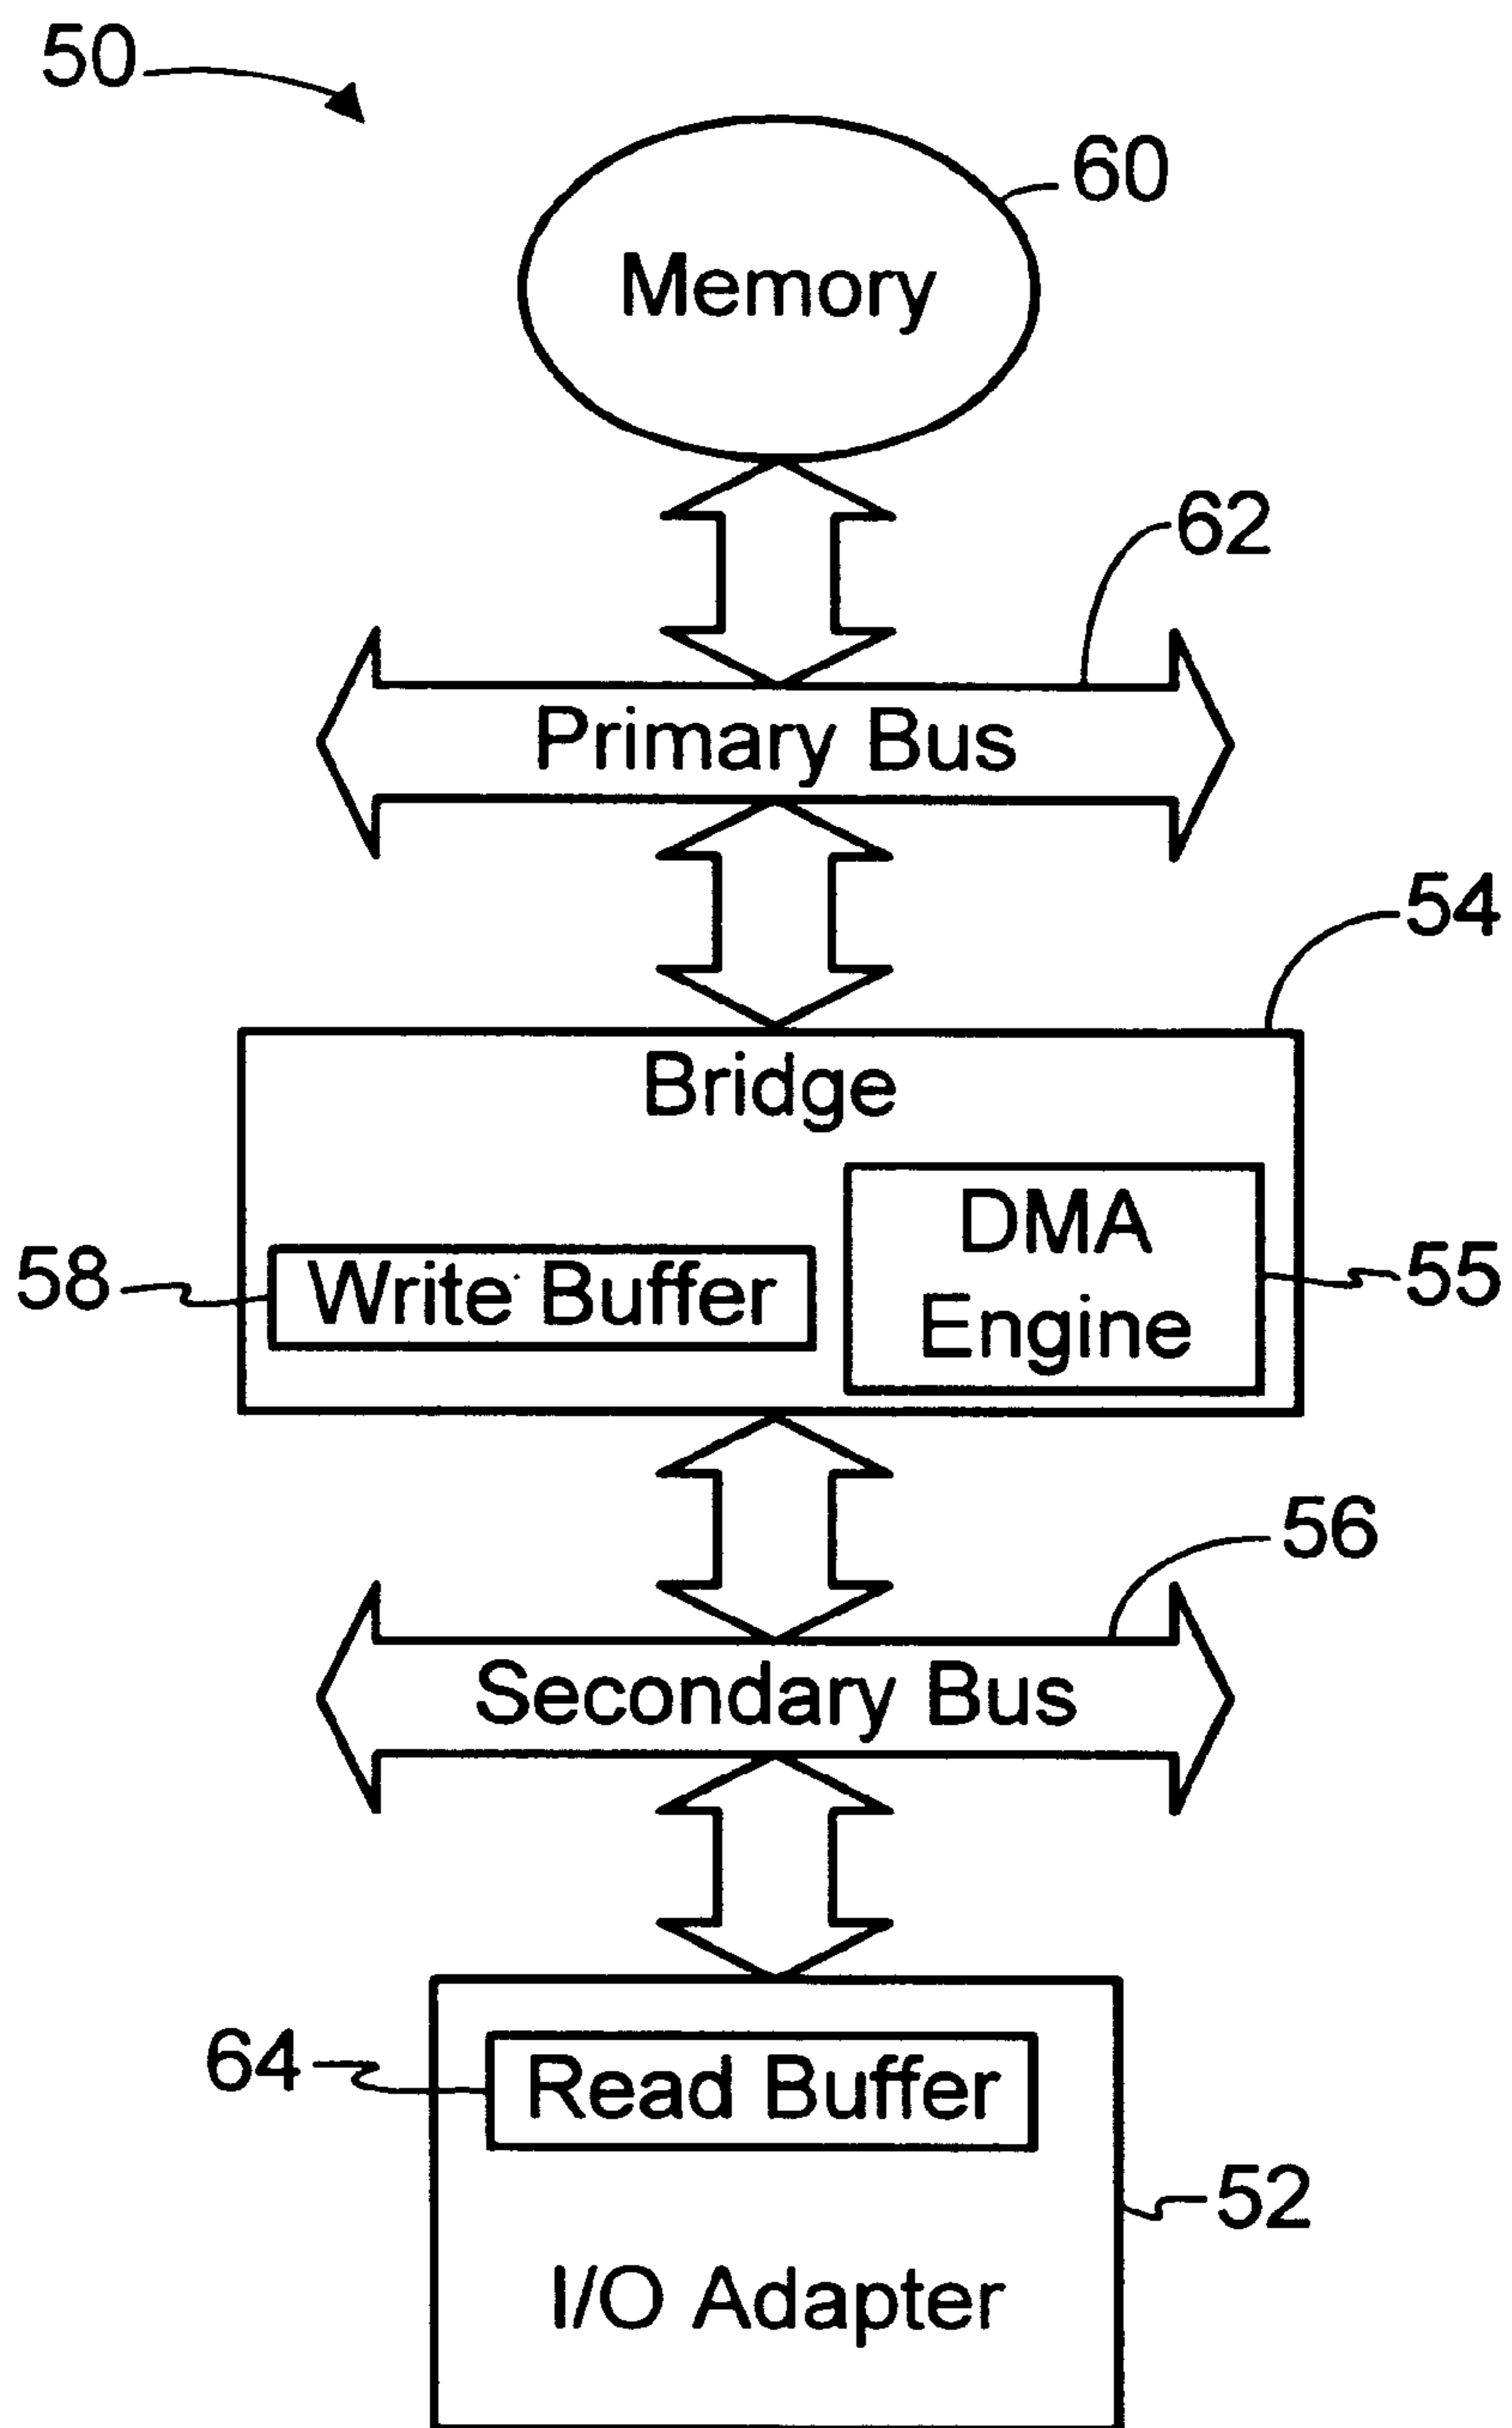 50
60
Memory
62
Primary Bus
54
Bridge
DMA
Engine
55
58
Write Buffer
56
Secondary Bus
64
Read Buffer
52
I/O Adapter